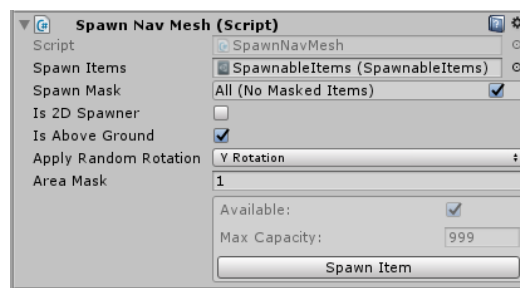 Spawn Nav Mesh (Script)
Script SpawnNavMesh
Spawn Items SpawnableItems (SpawnableItems)
Spawn Mask All (No Masked Items)
Is 2D Spawner
Is Above Ground
Apply Random Rotation Y Rotation
Area Mask 1
Available:
Max Capacity: 999
Spawn Item